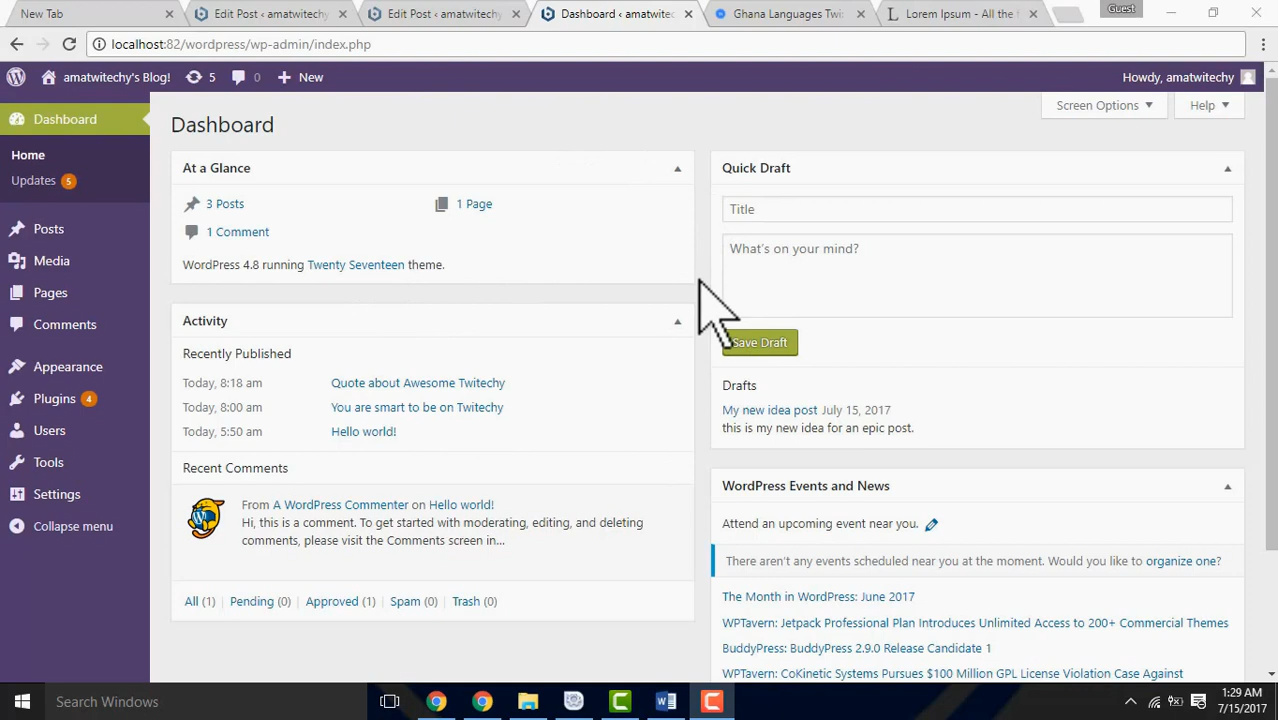 New Tab
Edit Post ‹ amatwitechy
Edit Post ‹ amatwitechy
Dashboard ‹ amatwitec
Ghana Languages Twi
Lorem Ipsum - All the
Guest
localhost:82/wordpress/wp-admin/index.php
amatwitechy's Blog!
5
0
New
Howdy, amatwitechy
Dashboard
Home
Updates 5
Posts
Media
Pages
Comments
Appearance
Plugins 4
Users
Tools
Settings
Collapse menu
Screen Options
Help
Dashboard
At a Glance
3 Posts
1 Page
1 Comment
WordPress 4.8 running Twenty Seventeen theme.
Activity
Recently Published
Today, 8:18 am Quote about Awesome Twitechy
Today, 8:00 am You are smart to be on Twitechy
Today, 5:50 am Hello world!
Recent Comments
From A WordPress Commenter on Hello world!
Hi, this is a comment. To get started with moderating, editing, and deleting
comments, please visit the Comments screen in...
All (1) Pending (0) Approved (1) Spam (0) Trash (0)
Quick Draft
Title
What's on your mind?
Save Draft
Drafts
My new idea post July 15, 2017
this is my new idea for an epic post.
WordPress Events and News
Attend an upcoming event near you.
There aren't any events scheduled near you at the moment. Would you like to organize one?
The Month in WordPress: June 2017
WPTavern: Jetpack Professional Plan Introduces Unlimited Access to 200+ Commercial Themes
BuddyPress: BuddyPress 2.9.0 Release Candidate 1
WPTavern: CoKinetic Systems Pursues $100 Million GPL License Violation Case Against
Search Windows
1:29 AM
7/15/2017